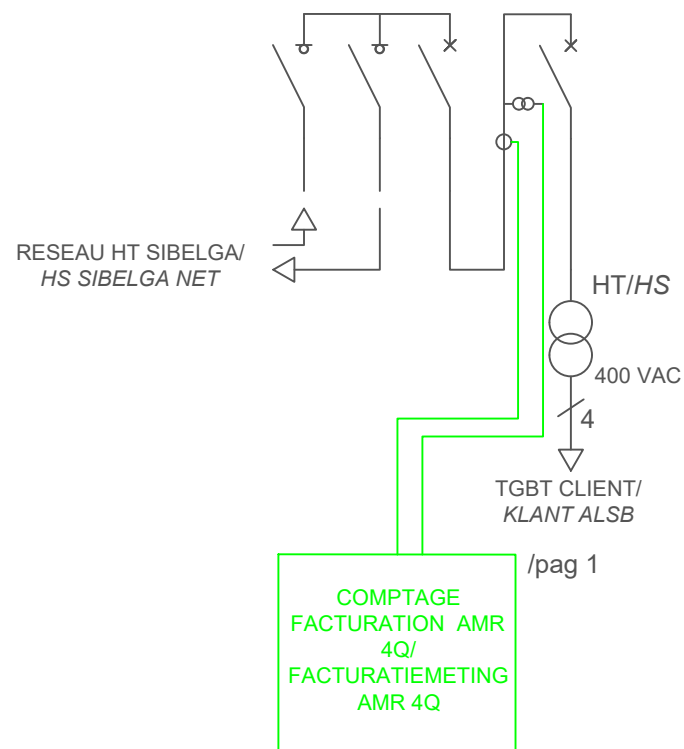 RESEAU HT SIBELGA/
HS SIBELGA NET
HT/HS
400 VAC
4
TGBT CLIENT/
KLANT ALSB
/pag 1
COMPTAGE
FACTURATION AMR
4Q/
FACTURATIEMETING
AMR 4Q